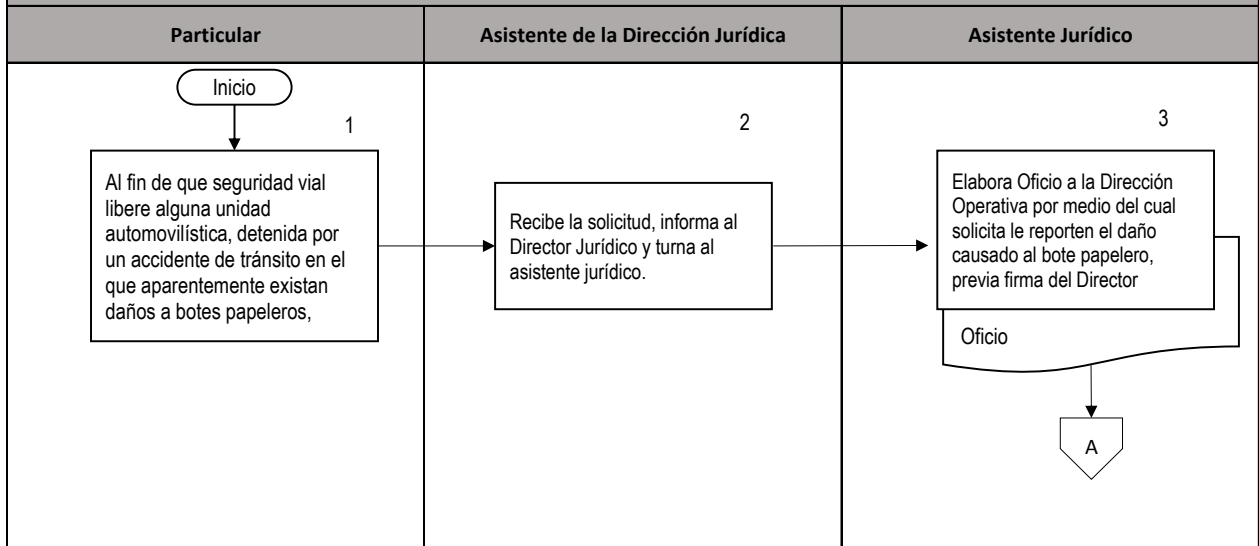 Particular
Asistente de la Dirección Jurídica
Asistente Jurídico
Inicio
1
Al fin de que seguridad vial
libere alguna unidad
automovilística, detenida por
un accidente de tránsito en el
que aparentemente existan
daños a botes papeleros,
2
Recibe la solicitud, informa al
Director Jurídico y turna al
asistente jurídico.
3
Elabora Oficio a la Dirección
Operativa por medio del cual
solicita le reporten el daño
causado al bote papelero,
previa firma del Director
Oficio
A